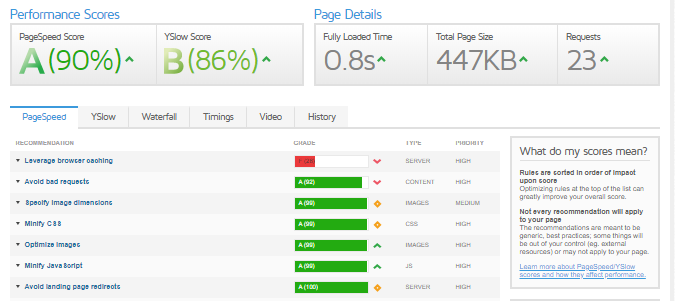 Performance Scores
Page Details
PageSpeed Score
YSlow Score
Fully Loaded Time
Total Page Size
Requests
A(90%)
B(86%)
0.8s
447KB
23
PageSpeed
YSlow
Waterfall
Timings
Video
History
RECOMMENDATION
GRADE
TYPE
PRIORITY
Leverage browser caching
SERVER
HIGH
Avoid bad requests
A (92)
CONTENT
HIGH
Specify image dimensions
A (99)
IMAGES
MEDIUM
Minify CSS
A (99)
CSS
HIGH
Optimize images
A (99)
IMAGES
HIGH
Minify JavaScript
A (99)
JS
HIGH
Avoid landing page redirects
A (100)
SERVER
HIGH
What do my scores mean?
Rules are sorted in order of impact
upon score
Optimizing rules at the top of the list can
greatly improve your overall score.
Not every recommendation will apply
to your page
The recommendations are meant to be
generic, best practices; some things will
be out of your control (eg. external
resources) or may not apply to your page.
Learn more about PageSpeed/YSlow
scores and how they affect performance.